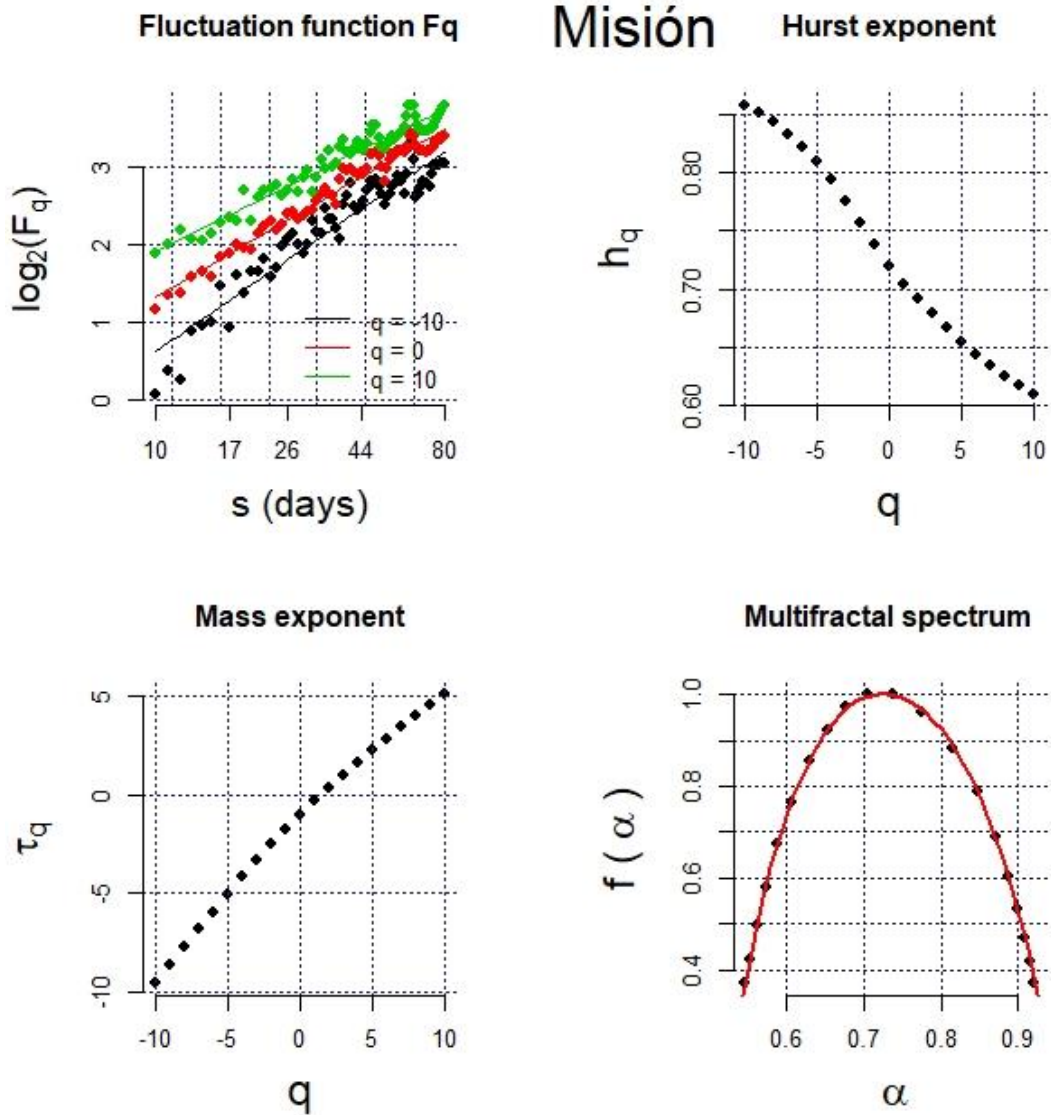 Misión
Fluctuation function Fq
log₂(Fq)
3
2
1
0
q = -10
q = 0
q = 10
10 17 26 44 80
s (days)
Hurst exponent
hq
0.80
0.70
0.60
-10 -5 0 5 10
q
Mass exponent
τq
5
0
-5
-10
-10 -5 0 5 10
q
Multifractal spectrum
f ( α )
1.0
0.8
0.6
0.4
0.6 0.7 0.8 0.9
α